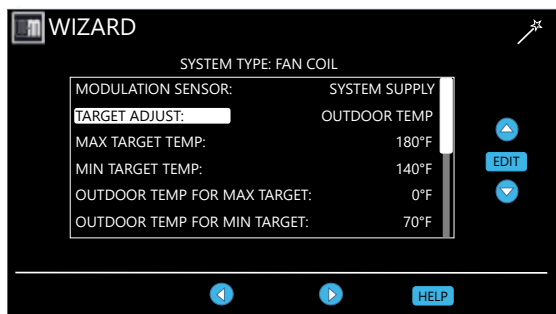 m WIZARD
SYSTEM TYPE: FAN COIL
MODULATION SENSOR: SYSTEM SUPPLY
TARGET ADJUST: OUTDOOR TEMP
MAX TARGET TEMP: 180°F
MIN TARGET TEMP: 140°F
EDIT
OUTDOOR TEMP FOR MAX TARGET: 0°F
OUTDOOR TEMP FOR MIN TARGET: 70°F
HELP